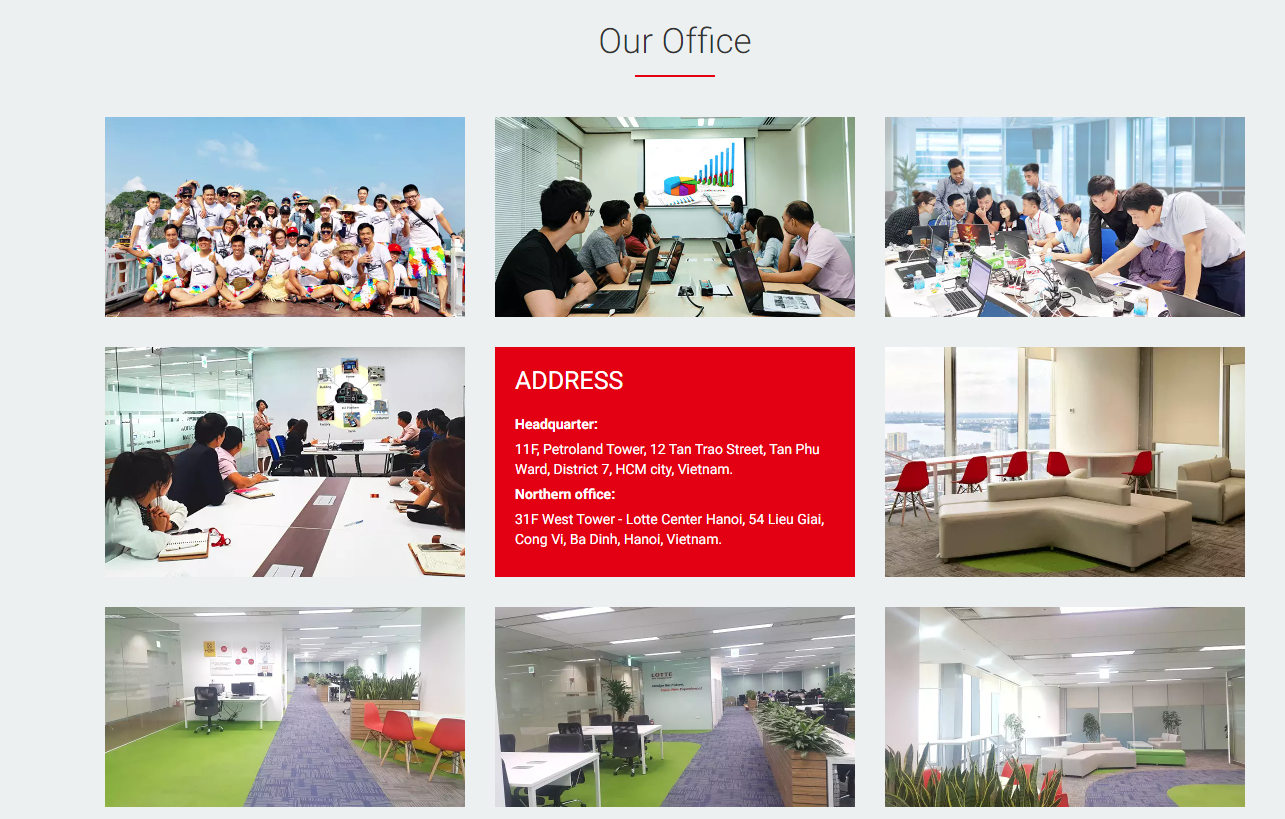 Our Office
ADDRESS
Headquarter:
11F, Petroland Tower, 12 Tan Trao Street, Tan Phu
Ward, District 7, HCM city, Vietnam.
Northern office:
31F West Tower - Lotte Center Hanoi, 54 Lieu Giai,
Cong Vi, Ba Dinh, Hanoi, Vietnam.
LOTTE